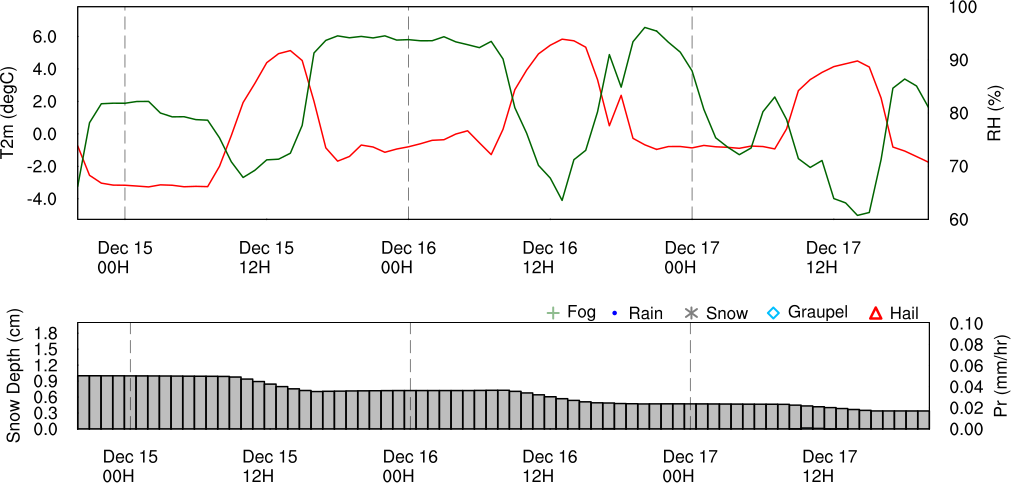 100
6.0
90
4.0
T2m (degC)
2.0
80
RH (%)
0.0
70
-2.0
-4.0
60
Dec 15 Dec 15 Dec 16 Dec 16 Dec 17 Dec 17
00H 12H 00H 12H 00H 12H
Fog Rain Snow Graupel Hail
Snow Depth (cm)
1.8 0.10
1.5 0.08
1.2 0.06
0.9 0.04
0.6
0.3 0.02
0.0 0.00
Pr (mm/hr)
Dec 15 Dec 15 Dec 16 Dec 16 Dec 17 Dec 17
00H 12H 00H 12H 00H 12H